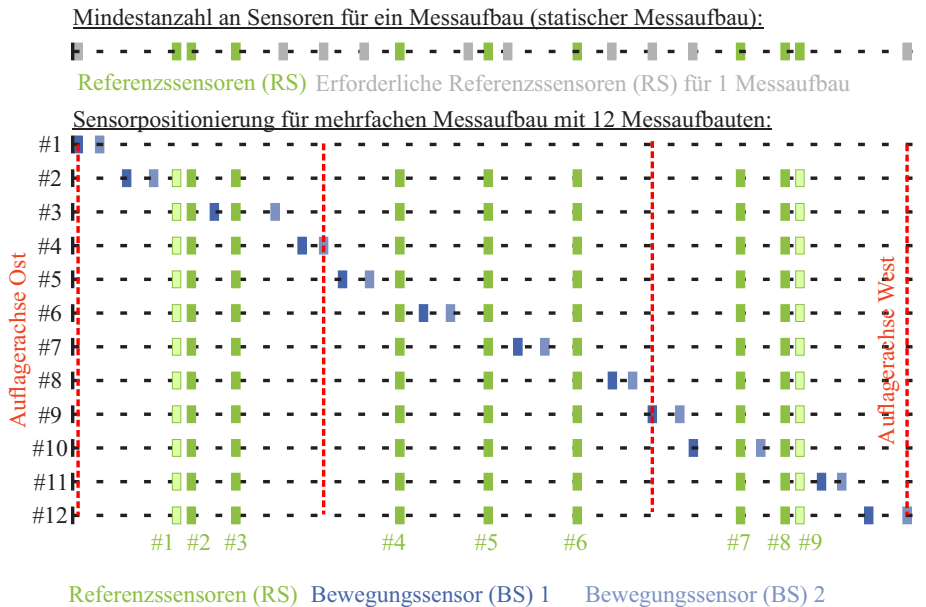 Mindestanzahl an Sensoren für ein Messaufbau (statischer Messaufbau):
Referenzssensoren (RS) Erforderliche Referenzssensoren (RS) für 1 Messaufbau
Sensorpositionierung für mehrfachen Messaufbau mit 12 Messaufbauten:
#1
#2
#3
#4
#5
#6
#7
#8
#9
#10
#11
#12
Auflagerachse Ost
Auflagerachse West
#1 #2 #3 #4 #5 #6 #7 #8 #9
Referenzssensoren (RS) Bewegungssensor (BS) 1 Bewegungssensor (BS) 2